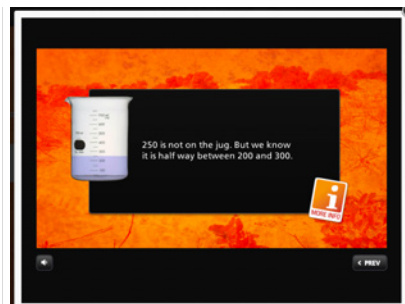 250 is not on the jug. But we know
it is half way between 200 and 300.
i
MORE INFO
< PREV